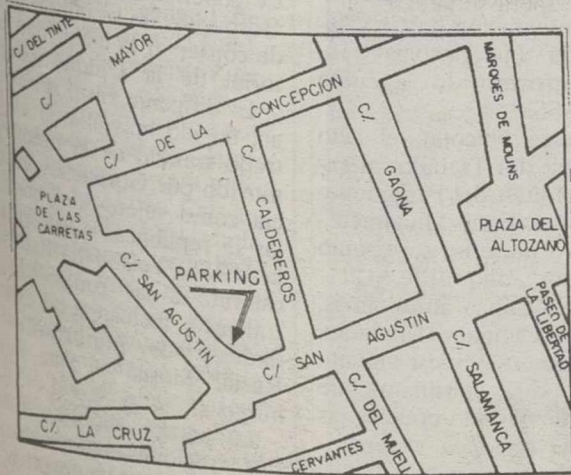 C/ DEL TINTE
C/ MAYOR
C/ DE LA CONCEPCION
MARQUES DE MOLINS
C/ GAONA
C/ CALDEREROS
PLAZA
DE LAS
CARRETAS
PLAZA DEL
ALTOZANO
C/ SAN AGUSTIN
PARKING
PASEO DE
LA LIBERTAD
C/ SAN AGUSTIN
C/ SALAMANCA
C/ DEL MUELL
C/ LA CRUZ
CERVANTES